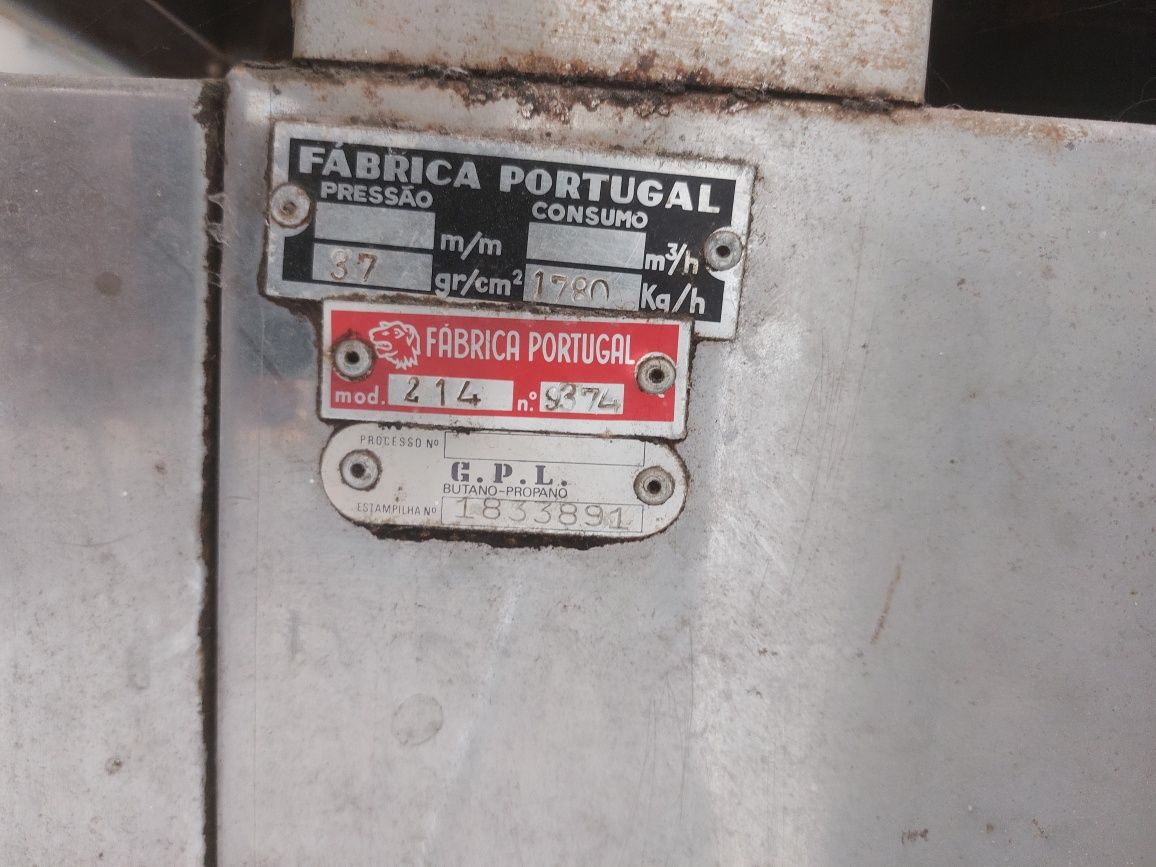 FÁBRICA PORTUGAL
PRESSÃO CONSUMO
m/m m³/h
37 gr/cm² 1780 Kg/h
FÁBRICA PORTUGAL
mod. 214 n.º 9374
PROCESSO Nº
G.P.L.
BUTANO-PROPANO
ESTAMPILHA Nº 1833891